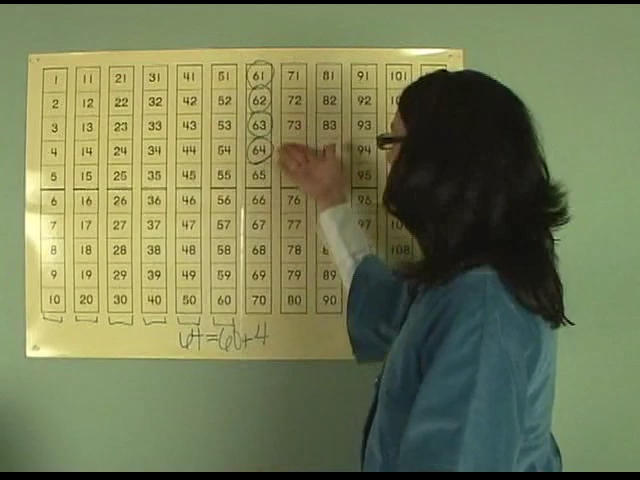 1 11 21 31 41 51 61 71 81 91 101
2 12 22 32 42 52 62 72 82 92
3 13 23 33 43 53 63 73 83 93
4 14 24 34 44 54 64 94
5 15 25 35 45 55 65 95
6 16 26 36 46 56 66 76 96
7 17 27 37 47 57 67 77 97
8 18 28 38 48 58 68 78 108
9 19 29 39 49 59 69 79 89
10 20 30 40 50 60 70 80 90
64=60+4